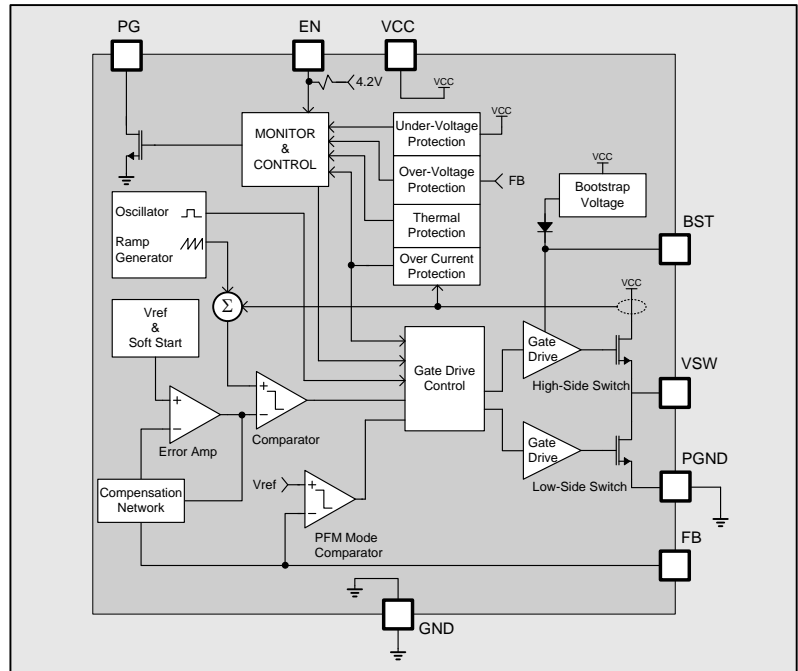 PG
EN
VCC
4.2V
VCC
MONITOR
&
CONTROL
Under-Voltage
Protection
VCC
Over-Voltage
Protection
FB
Thermal
Protection
Over Current
Protection
VCC
Bootstrap
Voltage
BST
Oscillator
Ramp
Generator
Σ
VCC
Vref
&
Soft Start
Gate Drive
Control
Gate
Drive
High-Side Switch
VSW
+
−
Error Amp
+
−
Comparator
Gate
Drive
Low-Side Switch
PGND
Compensation
Network
Vref
+
−
PFM Mode
Comparator
FB
GND